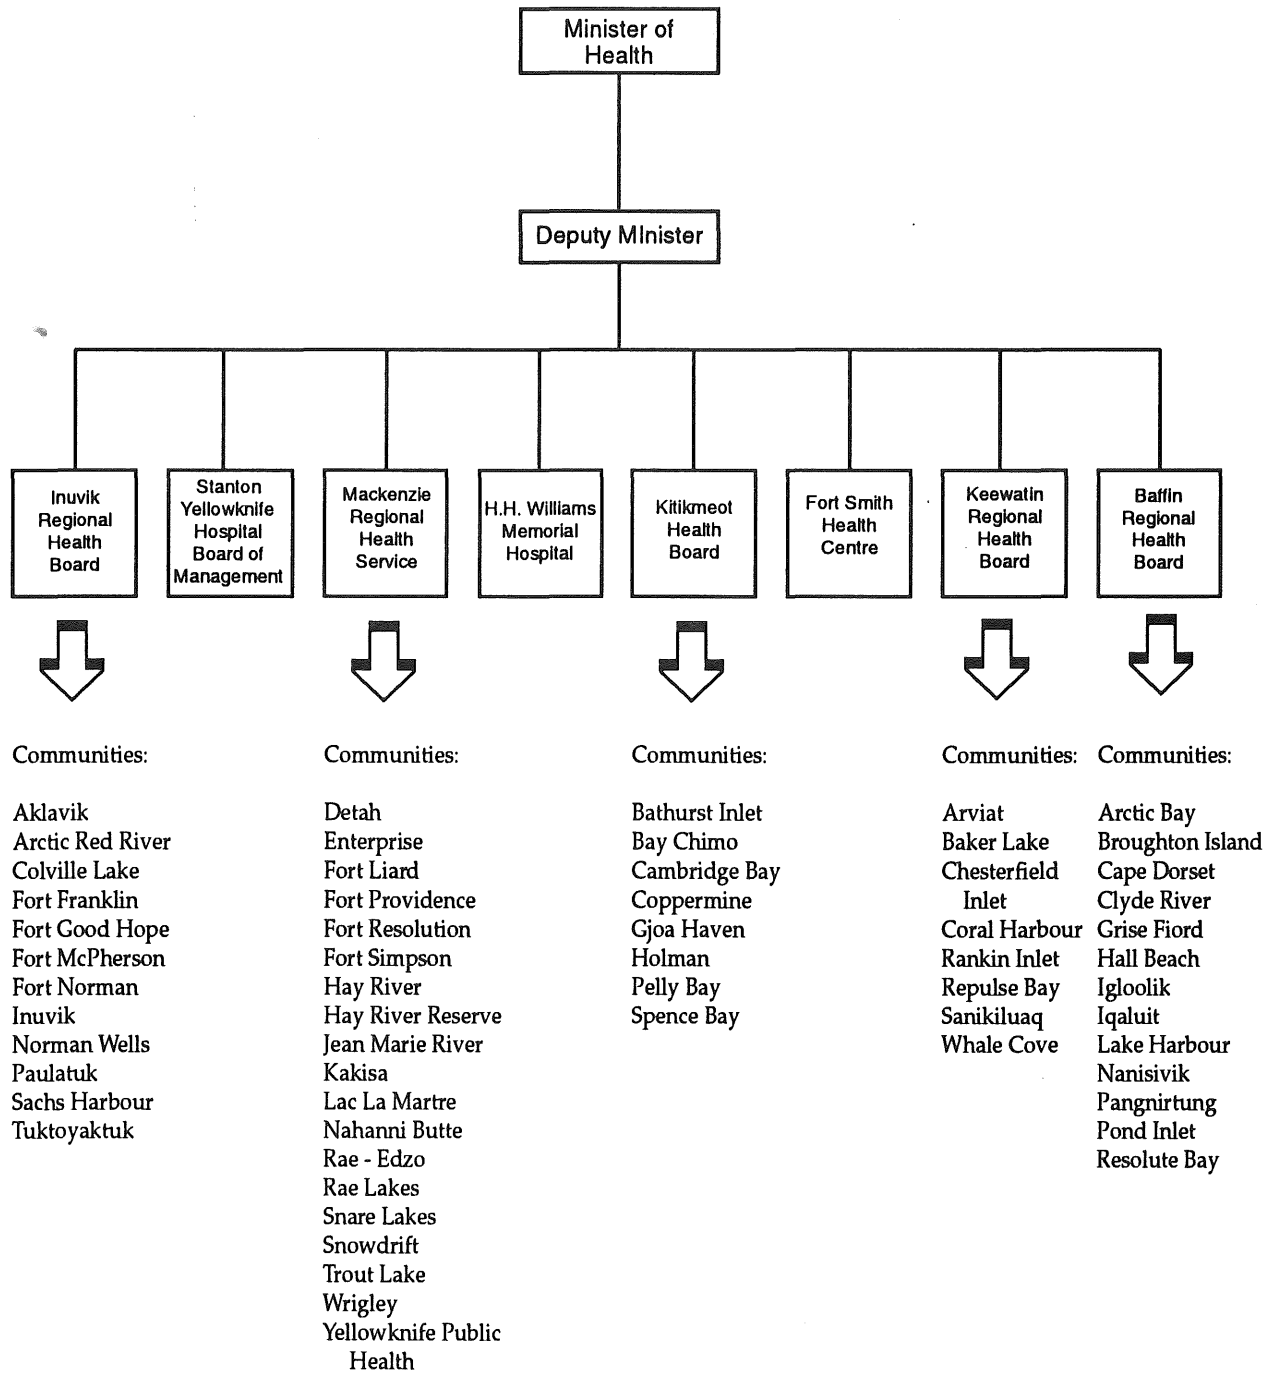 Minister of
Health
Deputy Minister
Inuvik
Regional
Health
Board
Stanton
Yellowknife
Hospital
Board of
Management
Mackenzie
Regional
Health
Service
H.H. Williams
Memorial
Hospital
Kitikmeot
Health
Board
Fort Smith
Health
Centre
Keewatin
Regional
Health
Board
Baffin
Regional
Health
Board
Communities:
Aklavik
Arctic Red River
Colville Lake
Fort Franklin
Fort Good Hope
Fort McPherson
Fort Norman
Inuvik
Norman Wells
Paulatuk
Sachs Harbour
Tuktoyaktuk
Communities:
Detah
Enterprise
Fort Liard
Fort Providence
Fort Resolution
Fort Simpson
Hay River
Hay River Reserve
Jean Marie River
Kakisa
Lac La Martre
Nahanni Butte
Rae - Edzo
Rae Lakes
Snare Lakes
Snowdrift
Trout Lake
Wrigley
Yellowknife Public
Health
Communities:
Bathurst Inlet
Bay Chimo
Cambridge Bay
Coppermine
Gjoa Haven
Holman
Pelly Bay
Spence Bay
Communities:
Arviat
Baker Lake
Chesterfield
Inlet
Coral Harbour
Rankin Inlet
Repulse Bay
Sanikiluaq
Whale Cove
Communities:
Arctic Bay
Broughton Island
Cape Dorset
Clyde River
Grise Fiord
Hall Beach
Igloolik
Iqaluit
Lake Harbour
Nanisivik
Pangnirtung
Pond Inlet
Resolute Bay